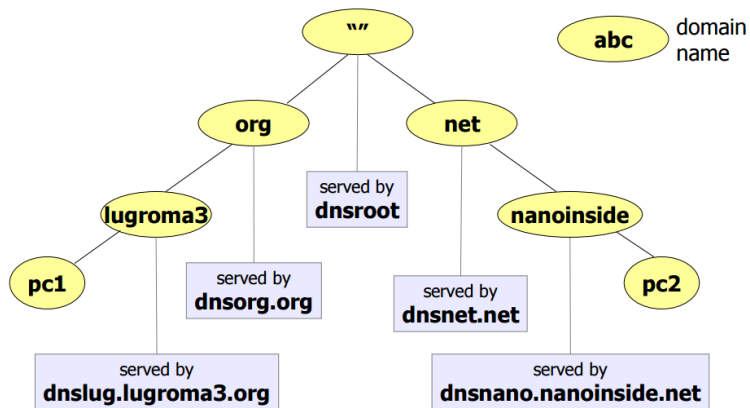 “”
abc
domain
name
org
net
served by
dnsroot
lugroma3
nanoinside
pc1
served by
dnsorg.org
served by
dnsnet.net
pc2
served by
dnslug.lugroma3.org
served by
dnsnano.nanoinside.net